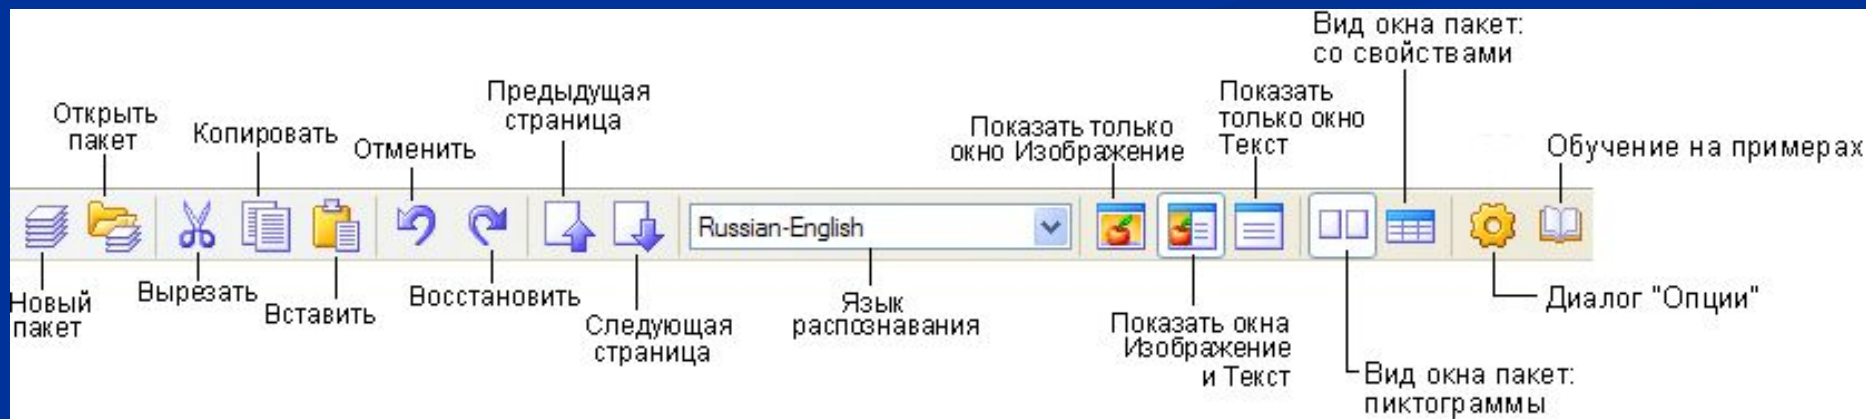 Вид окна пакет:
со свойствами
Открыть
пакет
Копировать
Отменить
Предыдущая
страница
Показать только
окно Изображение
Показать
только окно
Текст
Обучение на примерах
Russian-English
Новый
пакет
Вырезать
Вставить
Восстановить
Следующая
страница
Язык
распознавания
Показать окна
Изображение
и Текст
Диалог "Опции"
Вид окна пакет:
пиктограммы